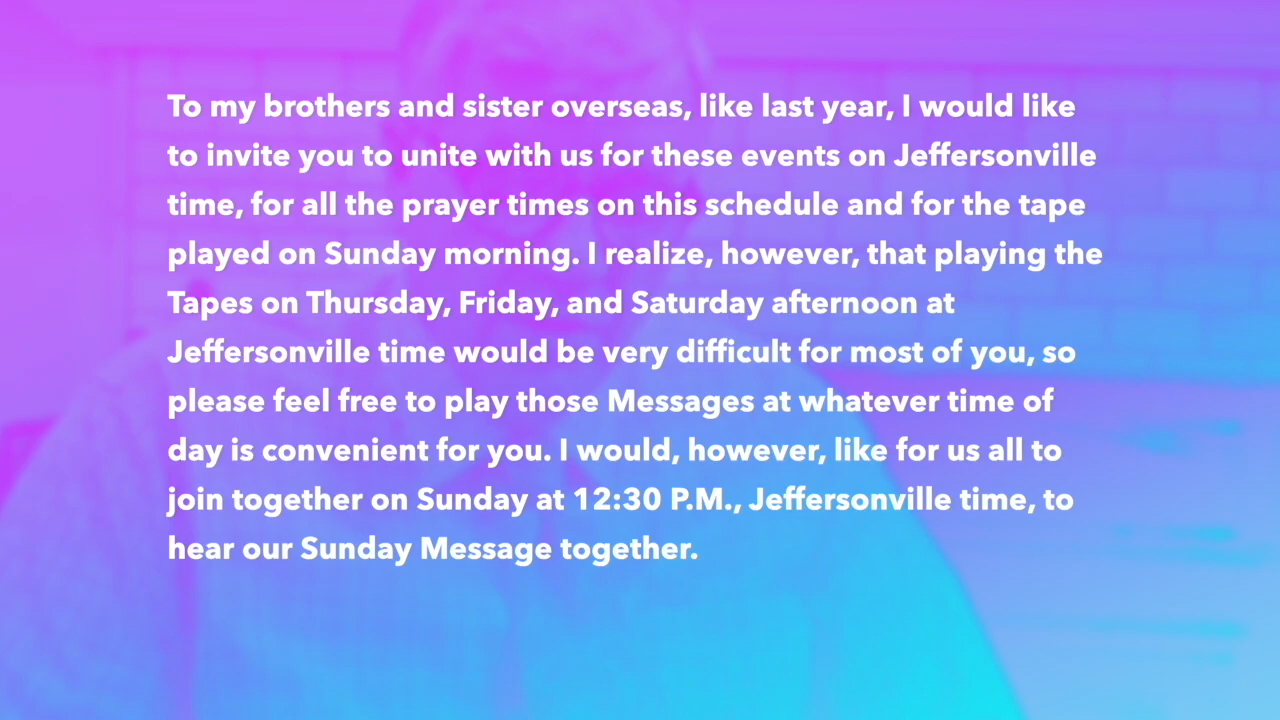 To my brothers and sister overseas, like last year, I would like
to invite you to unite with us for these events on Jeffersonville
time, for all the prayer times on this schedule and for the tape
played on Sunday morning. I realize, however, that playing the
Tapes on Thursday, Friday, and Saturday afternoon at
Jeffersonville time would be very difficult for most of you, so
please feel free to play those Messages at whatever time of
day is convenient for you. I would, however, like for us all to
join together on Sunday at 12:30 P.M., Jeffersonville time, to
hear our Sunday Message together.